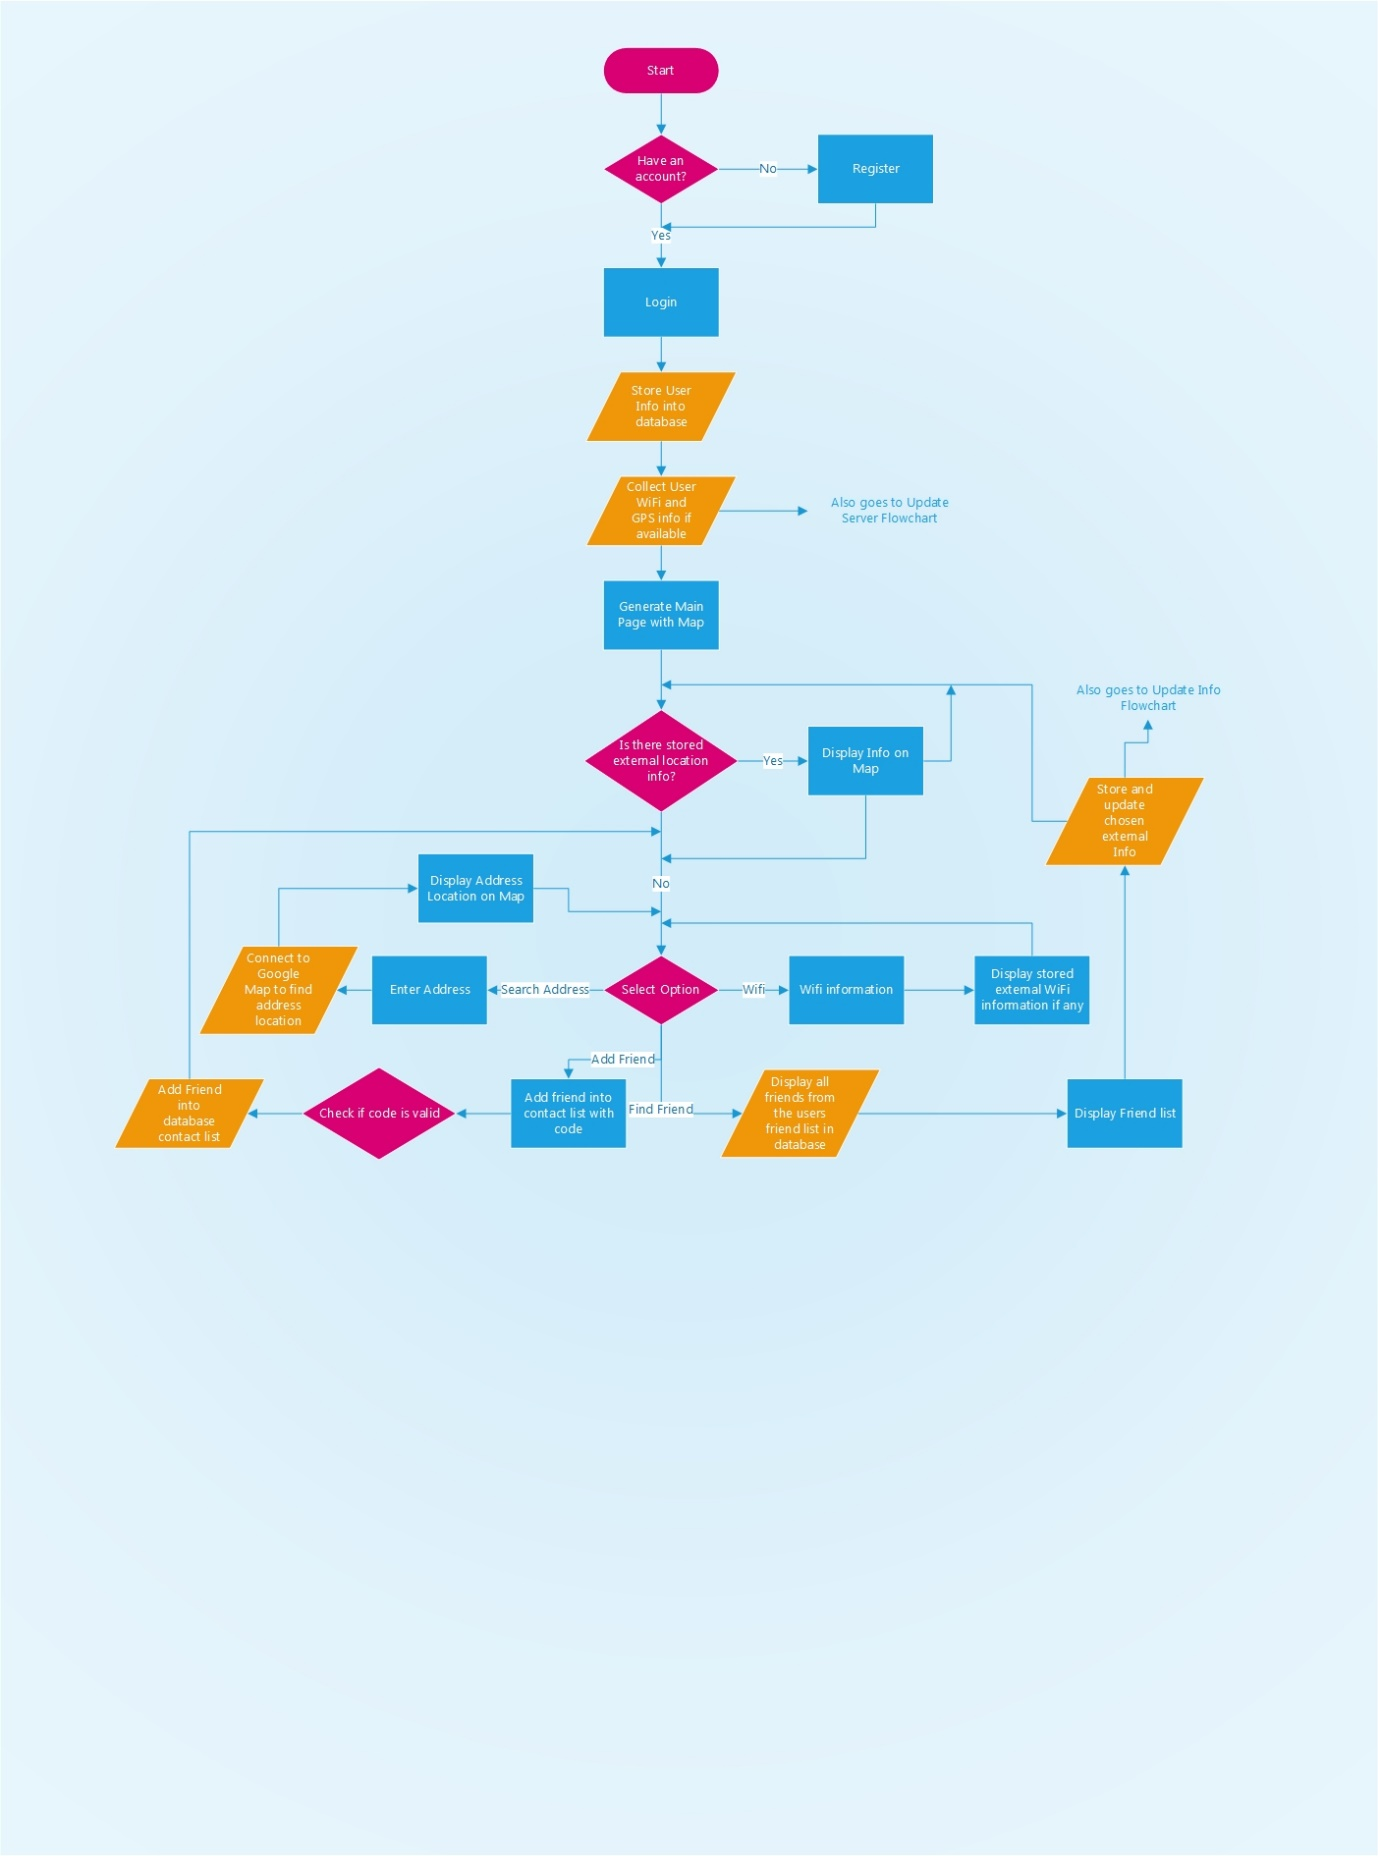 Start
Have an
account?
No
Register
Yes
Login
Store User
Info into
database
Collect User
WiFi and
GPS info if
available
Also goes to Update
Server Flowchart
Generate Main
Page with Map
Also goes to Update Info
Flowchart
Is there stored
external location
info?
Yes
Display Info on
Map
Store and
update
chosen
external
Info
No
Display Address
Location on Map
Connect to
Google
Map to find
address
location
Enter Address
Search Address
Select Option
Wifi
Wifi information
Display stored
external WiFi
information if any
Add Friend
Add Friend
into
database
contact list
Check if code is valid
Add friend into
contact list with
code
Find Friend
Display all
friends from
the users
friend list in
database
Display Friend list